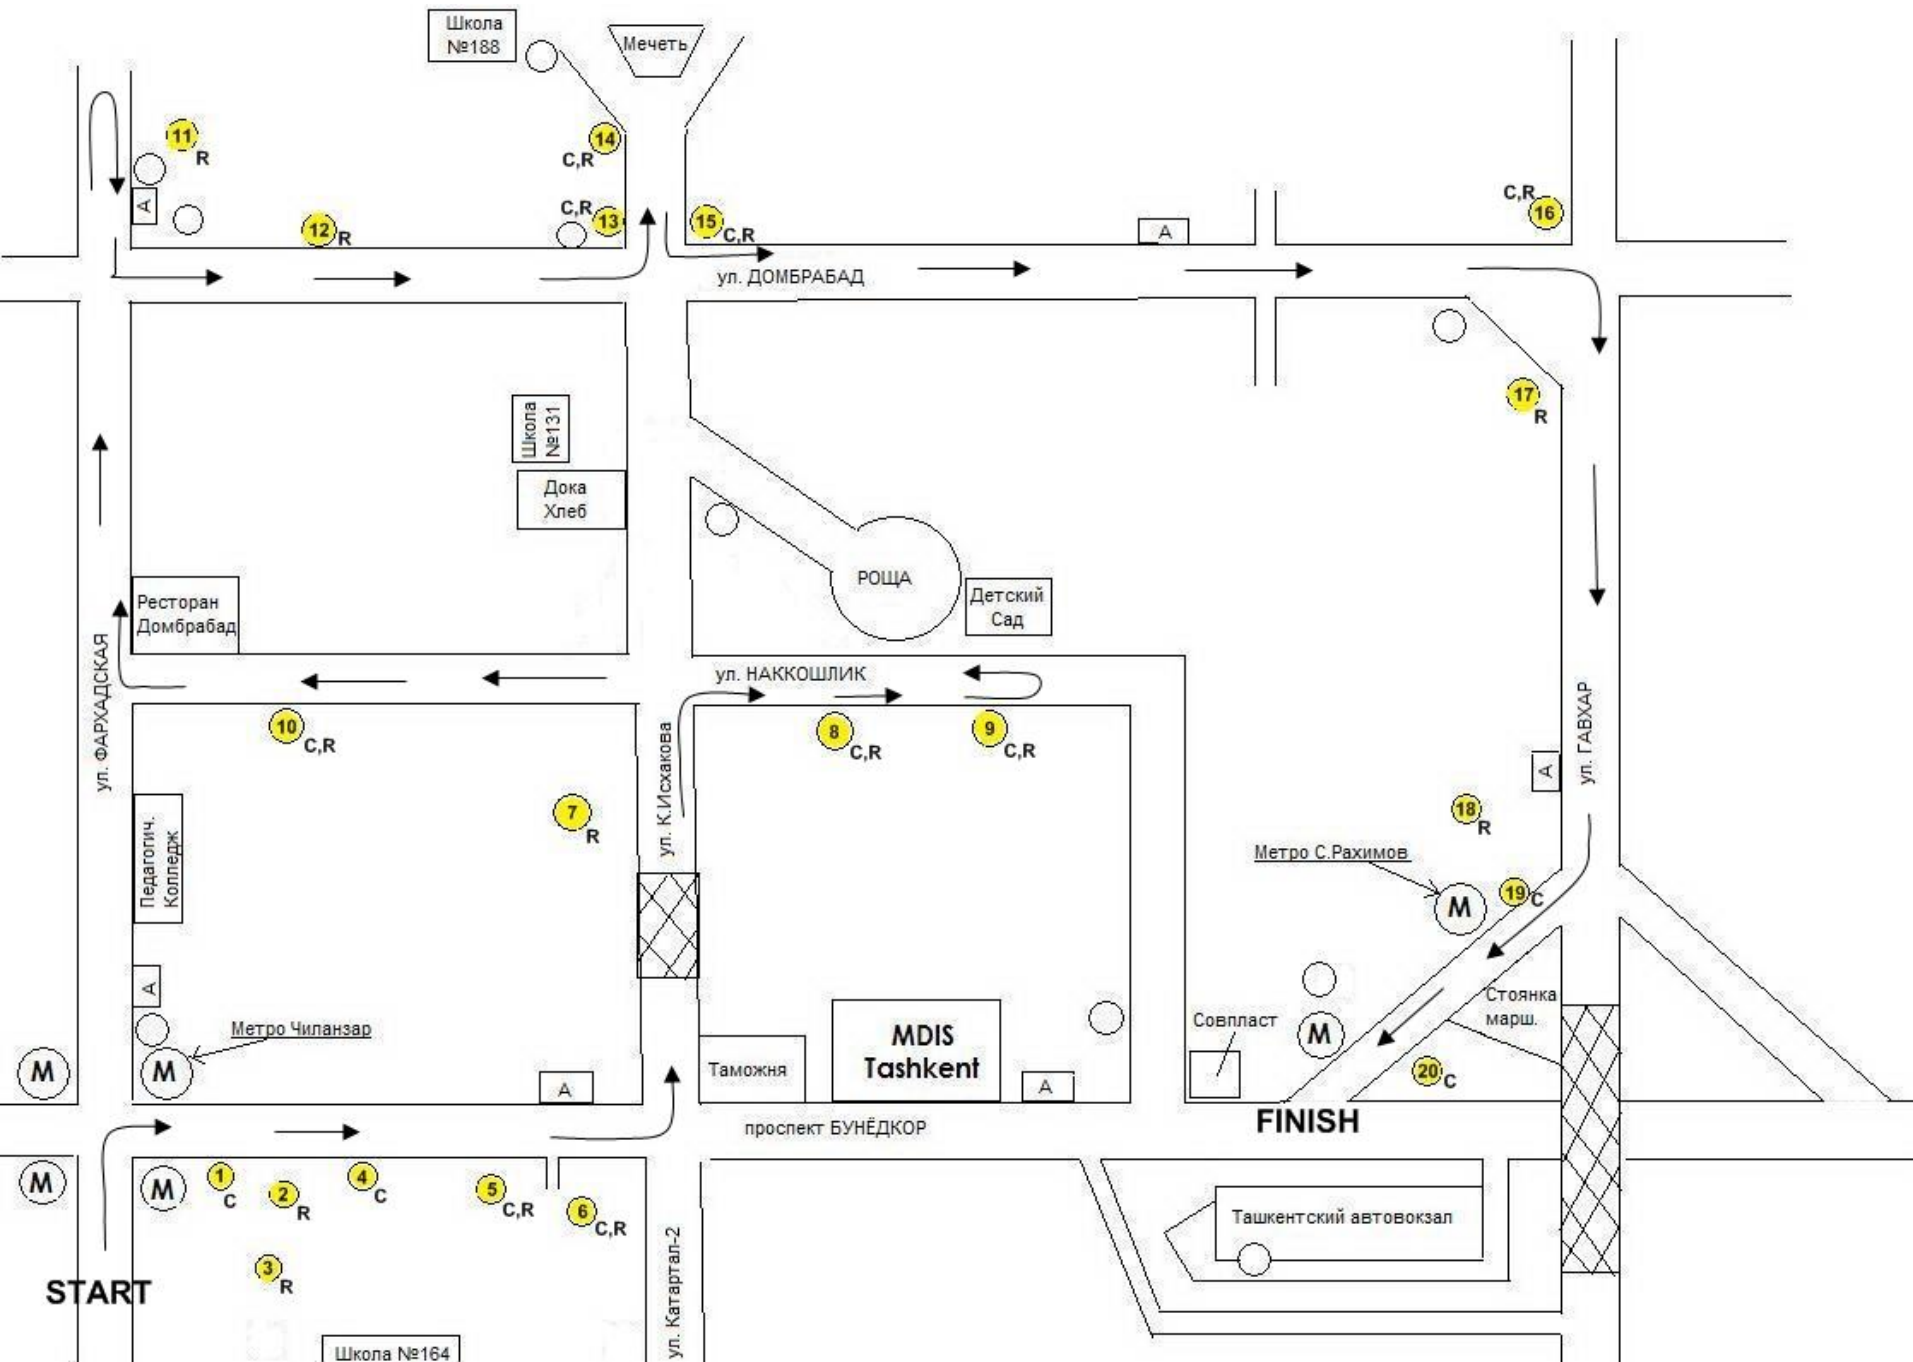 Школа
№188
Мечеть
11
R
14
C,R
C,R
13
15
C,R
C,R
16
A
12
R
A
ул. ДОМБРАБАД
17
R
Школа
№131
Дока
Хлеб
РОЩА
Детский
Сад
Ресторан
Домбрабад
ул. ФАРХАДСКАЯ
ул. НАККОШЛИК
ул. ГАВХАР
10
C,R
8
C,R
9
C,R
ул. К.Исхакова
7
R
A
18
R
Педагогич.
Колледж
Метро С.Рахимов
19
C
M
A
Метро Чиланзар
M
M
Таможня
MDIS
Tashkent
A
A
Совпласт
M
Стоянка
марш.
20
C
FINISH
проспект БУНЁДКОР
M
M
1
C
2
R
4
C
5
C,R
6
C,R
3
R
START
ул. Катартал-2
Ташкентский автовокзал
Школа №164